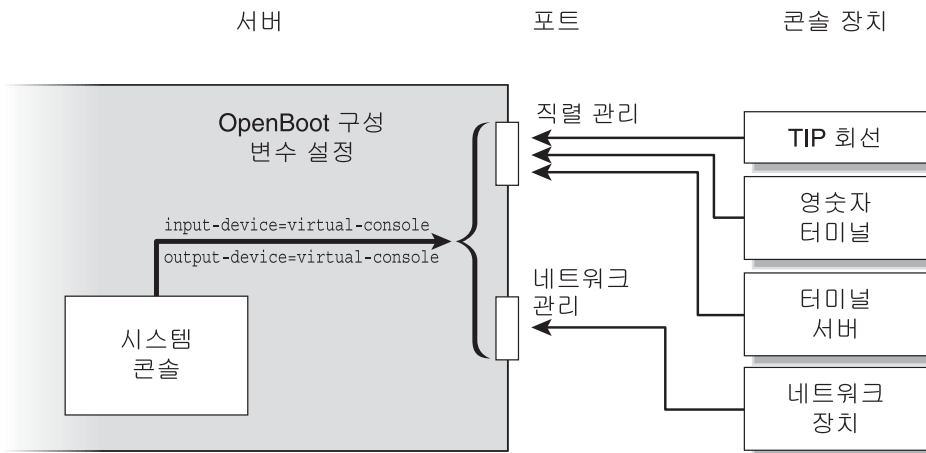 서버
포트
콘솔 장치
OpenBoot 구성
변수 설정
직렬 관리
TIP 회선
영숫자
터미널
input-device=virtual-console
output-device=virtual-console
네트워크
관리
터미널
서버
시스템
콘솔
네트워크
장치